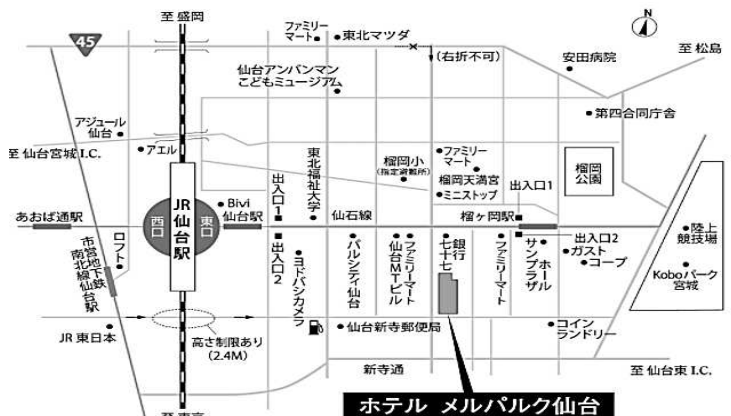 至 盛岡
45
ファミリー
マート
東北マツダ
(右折不可)
N
至 松島
安田病院
仙台アンパンマン
こどもミュージアム
第四合同庁舎
アジュール
仙台
アエル
至 仙台宮城 I.C.
東北福祉大学
榴岡小
(指定避難所)
ファミリー
マート
榴岡天満宮
ミニストップ
榴岡
公園
出入口1
出入口1
Bivi
仙台駅
仙石線
榴ヶ岡駅
あおば通駅
西口
JR仙台駅
東口
陸上
競技場
Koboパーク
宮城
市営地下鉄
南北線仙台駅
ロフト
出入口2
ヨドバシカメラ
パルシティ仙台
仙台MTビル
ファミリーマート
七十七
銀行
ファミリーマート
サンプラザ
ホール
出入口2
ガスト
コープ
JR 東日本
高さ制限あり
(2.4M)
仙台新寺郵便局
コイン
ランドリー
新寺通
至 仙台東 I.C.
ホテル メルパルク仙台